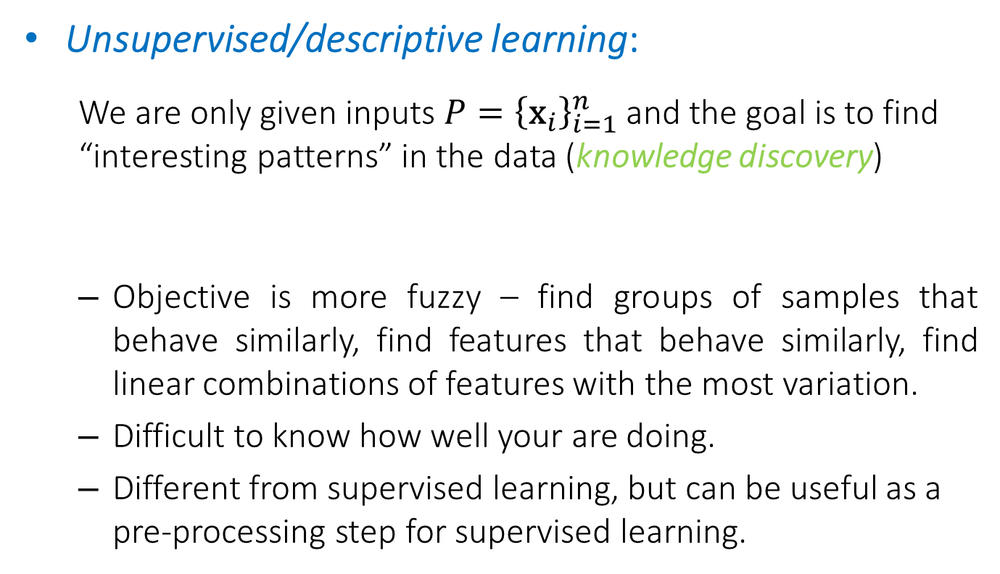 • Unsupervised/descriptive learning:
We are only given inputs P = {𝐱ᵢ}ⁿᵢ₌₁ and the goal is to find
“interesting patterns” in the data (knowledge discovery)
– Objective is more fuzzy – find groups of samples that
behave similarly, find features that behave similarly, find
linear combinations of features with the most variation.
– Difficult to know how well your are doing.
– Different from supervised learning, but can be useful as a
pre-processing step for supervised learning.